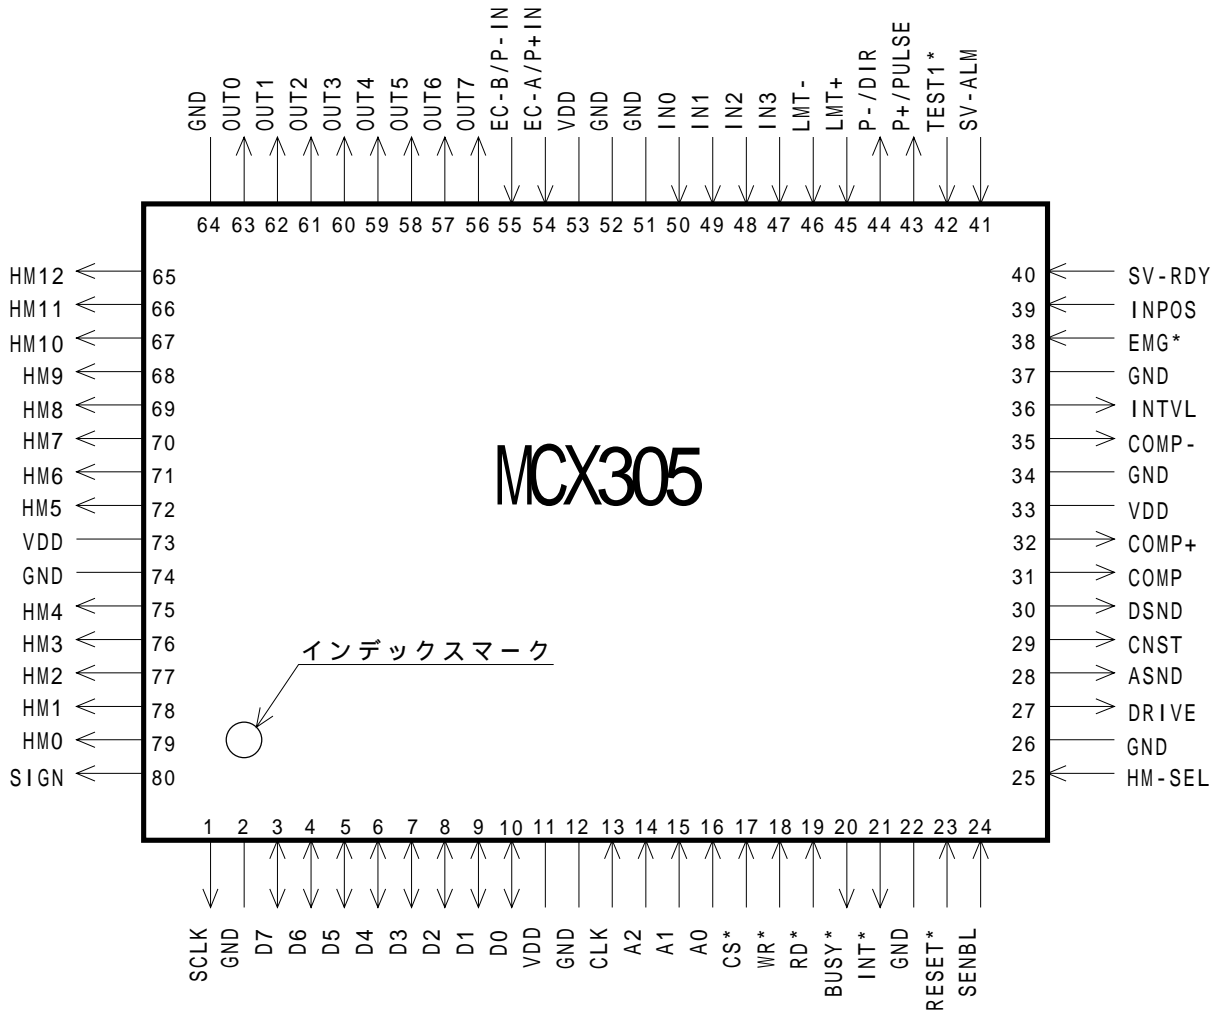 GND
OUT0
OUT1
OUT2
OUT3
OUT4
OUT5
OUT6
OUT7
EC-B/P-IN
EC-A/P+IN
VDD
GND
GND
IN0
IN1
IN2
IN3
LMT-
LMT+
P-/DIR
P+/PULSE
TEST1*
SV-ALM
64 63 62 61 60 59 58 57 56 55 54 53 52 51 50 49 48 47 46 45 44 43 42 41
HM12 65
HM11 66
HM10 67
HM9 68
HM8 69
HM7 70
HM6 71
HM5 72
VDD 73
GND 74
HM4 75
HM3 76
HM2 77
HM1 78
HM0 79
SIGN 80
MCX305
インデックスマーク
40 SV-RDY
39 INPOS
38 EMG*
37 GND
36 INTVL
35 COMP-
34 GND
33 VDD
32 COMP+
31 COMP
30 DSND
29 CNST
28 ASND
27 DRIVE
26 GND
25 HM-SEL
1 2 3 4 5 6 7 8 9 10 11 12 13 14 15 16 17 18 19 20 21 22 23 24
SCLK
GND
D7
D6
D5
D4
D3
D2
D1
D0
VDD
GND
CLK
A2
A1
A0
CS*
WR*
RD*
BUSY*
INT*
GND
RESET*
SENBL